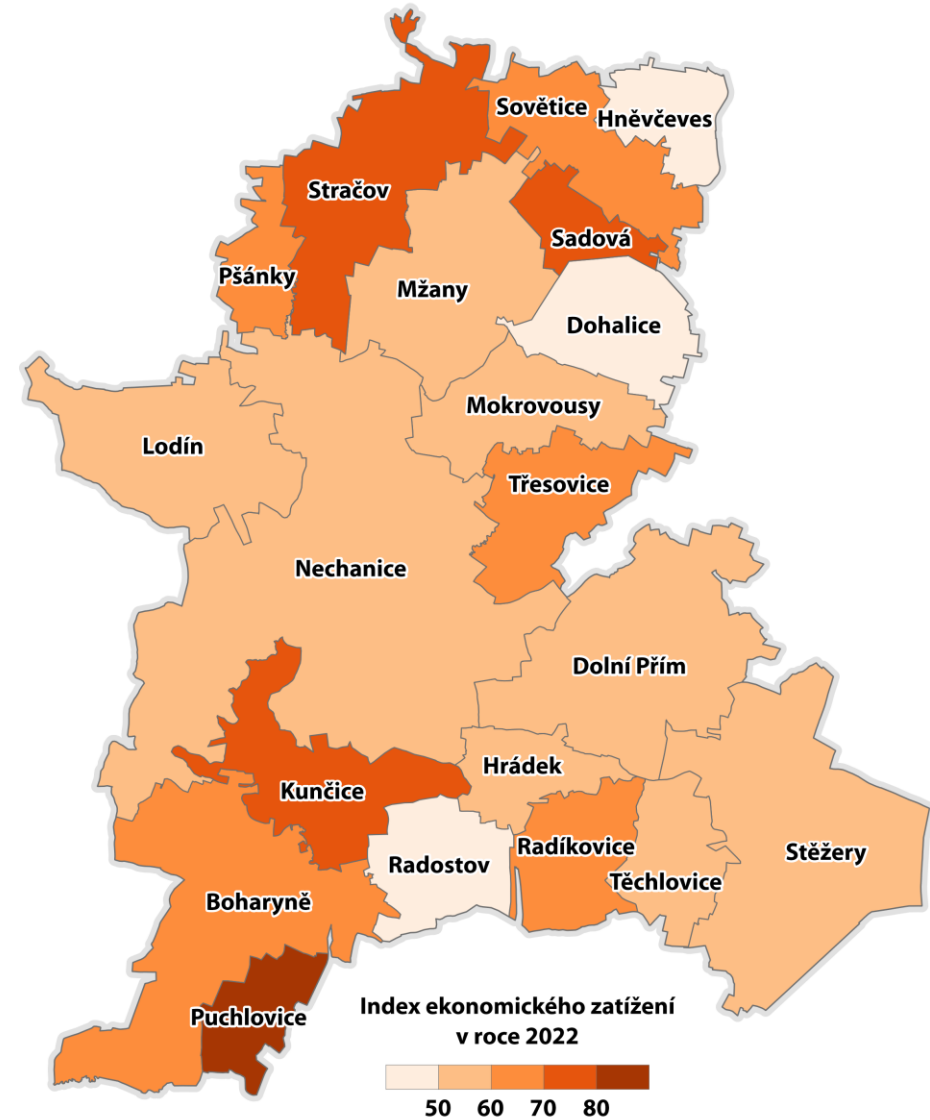 Sovětice
Hněvčeves
Stračov
Sadová
Pšánky
Mžany
Dohalice
Mokrovousy
Lodín
Třesovice
Nechanice
Dolní Přím
Hrádek
Kunčice
Radíkovice
Stěžery
Radostov
Těchlovice
Boharyně
Puchlovice
Index ekonomického zatížení
v roce 2022
50 60 70 80